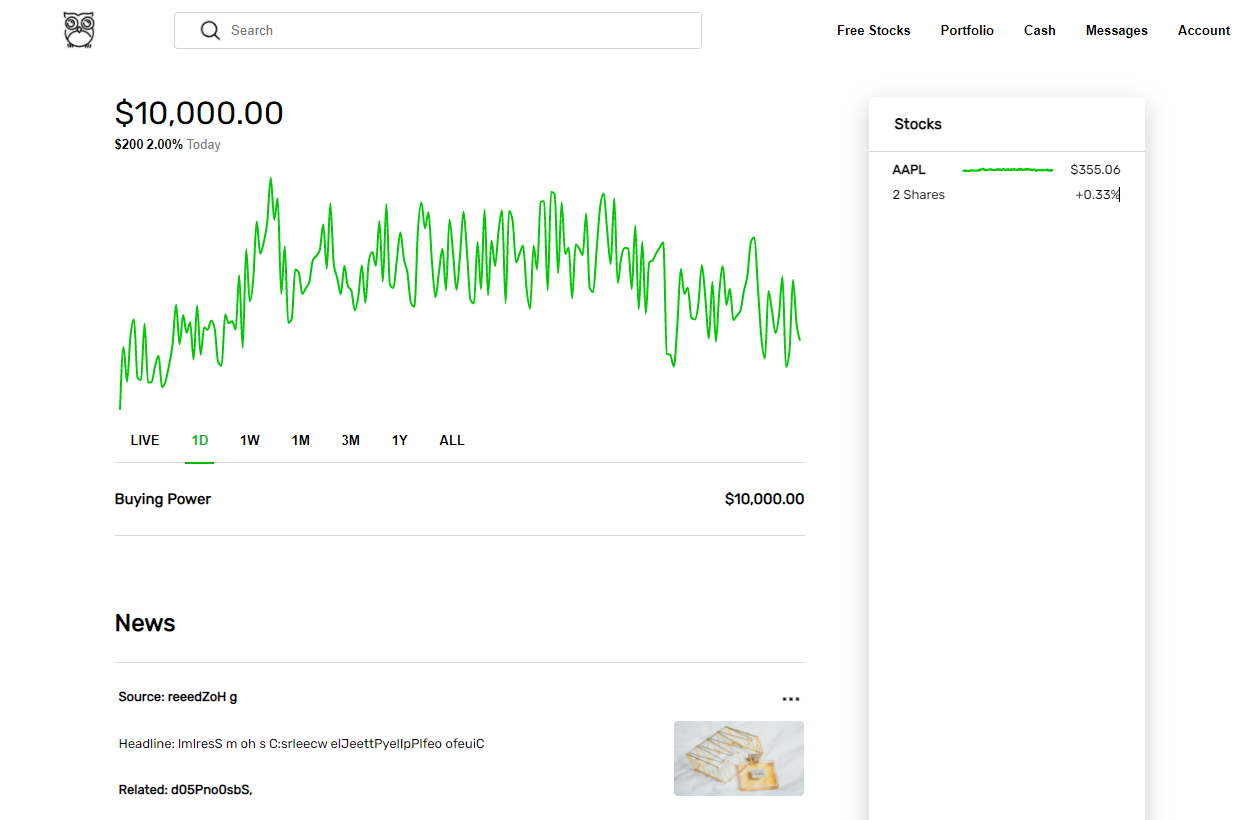 Search
Free Stocks Portfolio Cash Messages Account
$10,000.00
$200 2.00% Today
LIVE 1D 1W 1M 3M 1Y ALL
Buying Power $10,000.00
News
Source: reeedZoH g
Headline: lmlresS m oh s C:srleecw elJeettPyellpPlfeo ofeuiC
Related: d05Pno0sbS,
Stocks
AAPL $355.06
2 Shares +0.33%